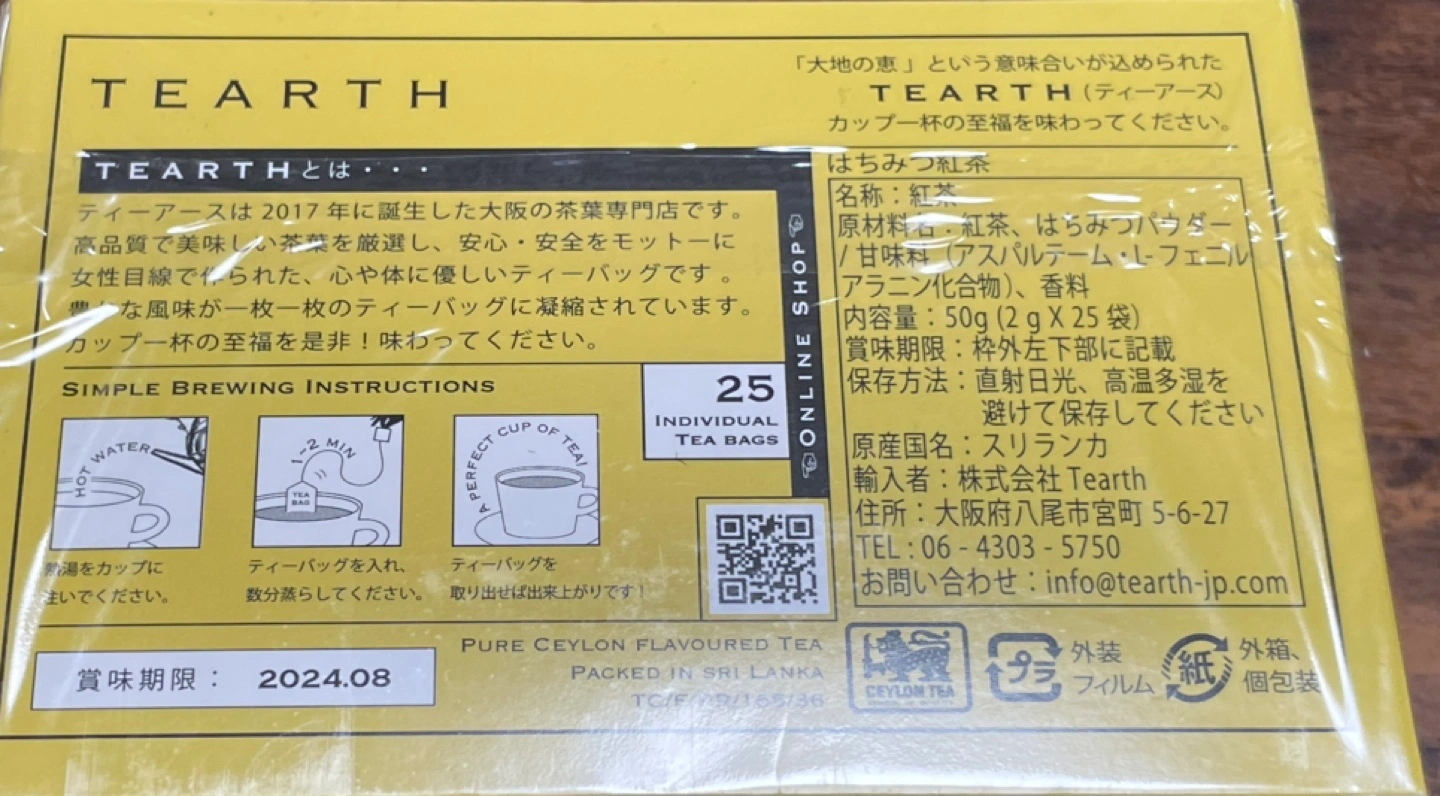 TEARTH
「大地の恵」という意味合いが込められた
TEARTH（ティーアース）
カップ一杯の至福を味わってください。
TEARTHとは・・・
ティーアースは 2017 年に誕生した大阪の茶葉専門店です。
高品質で美味しい茶葉を厳選し、安心・安全をモットーに
女性目線で作られた、心や体に優しいティーバッグです。
豊かな風味が一枚一枚のティーバッグに凝縮されています。
カップ一杯の至福を是非！味わってください。
ONLINE SHOP
SIMPLE BREWING INSTRUCTIONS
25
INDIVIDUAL
TEA BAGS
HOT WATER
1~2 MIN
TEA
BAG
A PERFECT CUP OF TEA!
熱湯をカップに
注いでください。
ティーバッグを入れ、
数分蒸らしてください。
ティーバッグを
取り出せば出来上がりです！
はちみつ紅茶
名称：紅茶
原材料名：紅茶、はちみつパウダー
/ 甘味料（アスパルテーム・L-フェニル
アラニン化合物）、香料
内容量：50g (2 g X 25 袋)
賞味期限：枠外左下部に記載
保存方法：直射日光、高温多湿を
避けて保存してください
原産国名：スリランカ
輸入者：株式会社 Tearth
住所：大阪府八尾市宮町 5-6-27
TEL : 06 - 4303 - 5750
お問い合わせ：info@tearth-jp.com
賞味期限： 2024.08
PURE CEYLON FLAVOURED TEA
PACKED IN SRI LANKA
CEYLON TEA
プラ
外装
フィルム
紙
外箱、
個包装